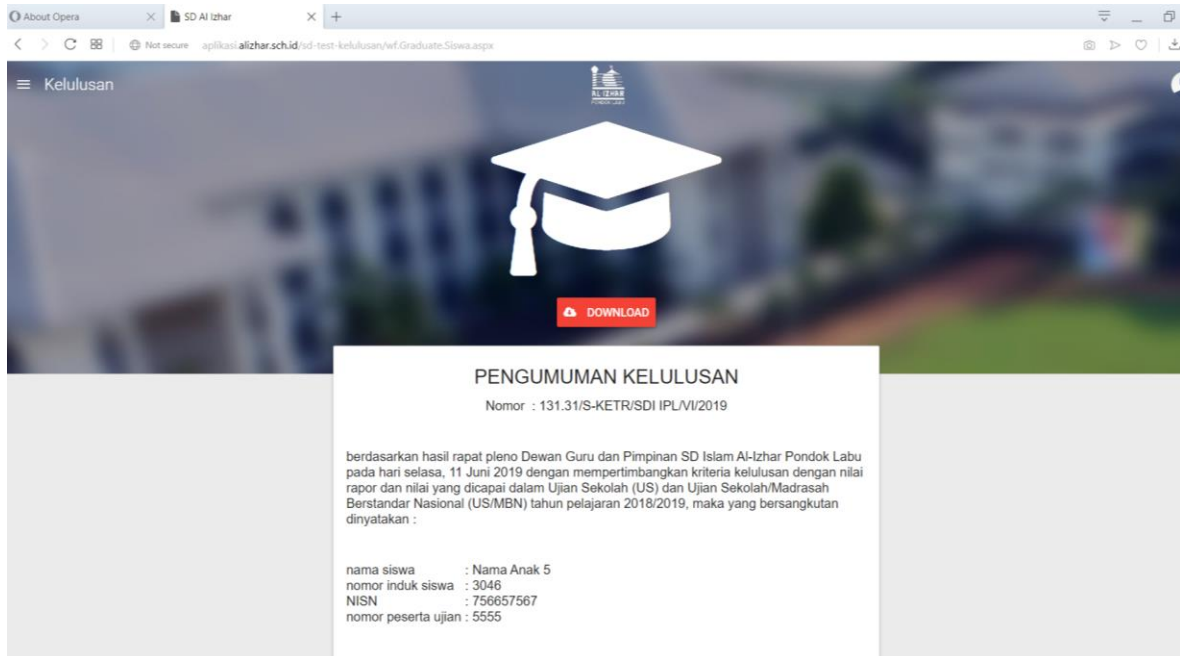 About Opera
SD Al Izhar
Not secure aplikasi.alizhar.sch.id/sd-test-kelulusan/wf.Graduate.Siswa.aspx
Kelulusan
AL-IZHAR
PONDOK LABU
DOWNLOAD
PENGUMUMAN KELULUSAN
Nomor : 131.31/S-KETR/SDI IPL/VI/2019
berdasarkan hasil rapat pleno Dewan Guru dan Pimpinan SD Islam Al-Izhar Pondok Labu
pada hari selasa, 11 Juni 2019 dengan mempertimbangkan kriteria kelulusan dengan nilai
rapor dan nilai yang dicapai dalam Ujian Sekolah (US) dan Ujian Sekolah/Madrasah
Berstandar Nasional (US/MBN) tahun pelajaran 2018/2019, maka yang bersangkutan
dinyatakan :
nama siswa : Nama Anak 5
nomor induk siswa : 3046
NISN : 756657567
nomor peserta ujian : 5555